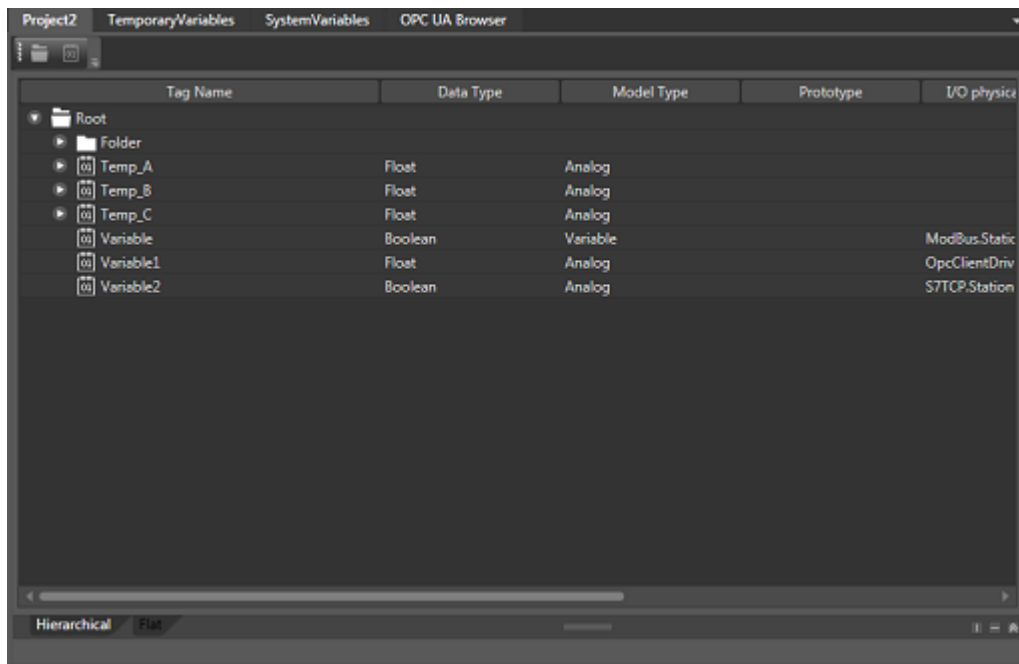 Project2 TemporaryVariables SystemVariables OPC UA Browser
Tag Name Data Type Model Type Prototype I/O physica
Root
Folder
Temp_A Float Analog
Temp_B Float Analog
Temp_C Float Analog
Variable Boolean Variable ModBus.Static
Variable1 Float Analog OpcClientDriv
Variable2 Boolean Analog S7TCP.Station
Hierarchical Flat